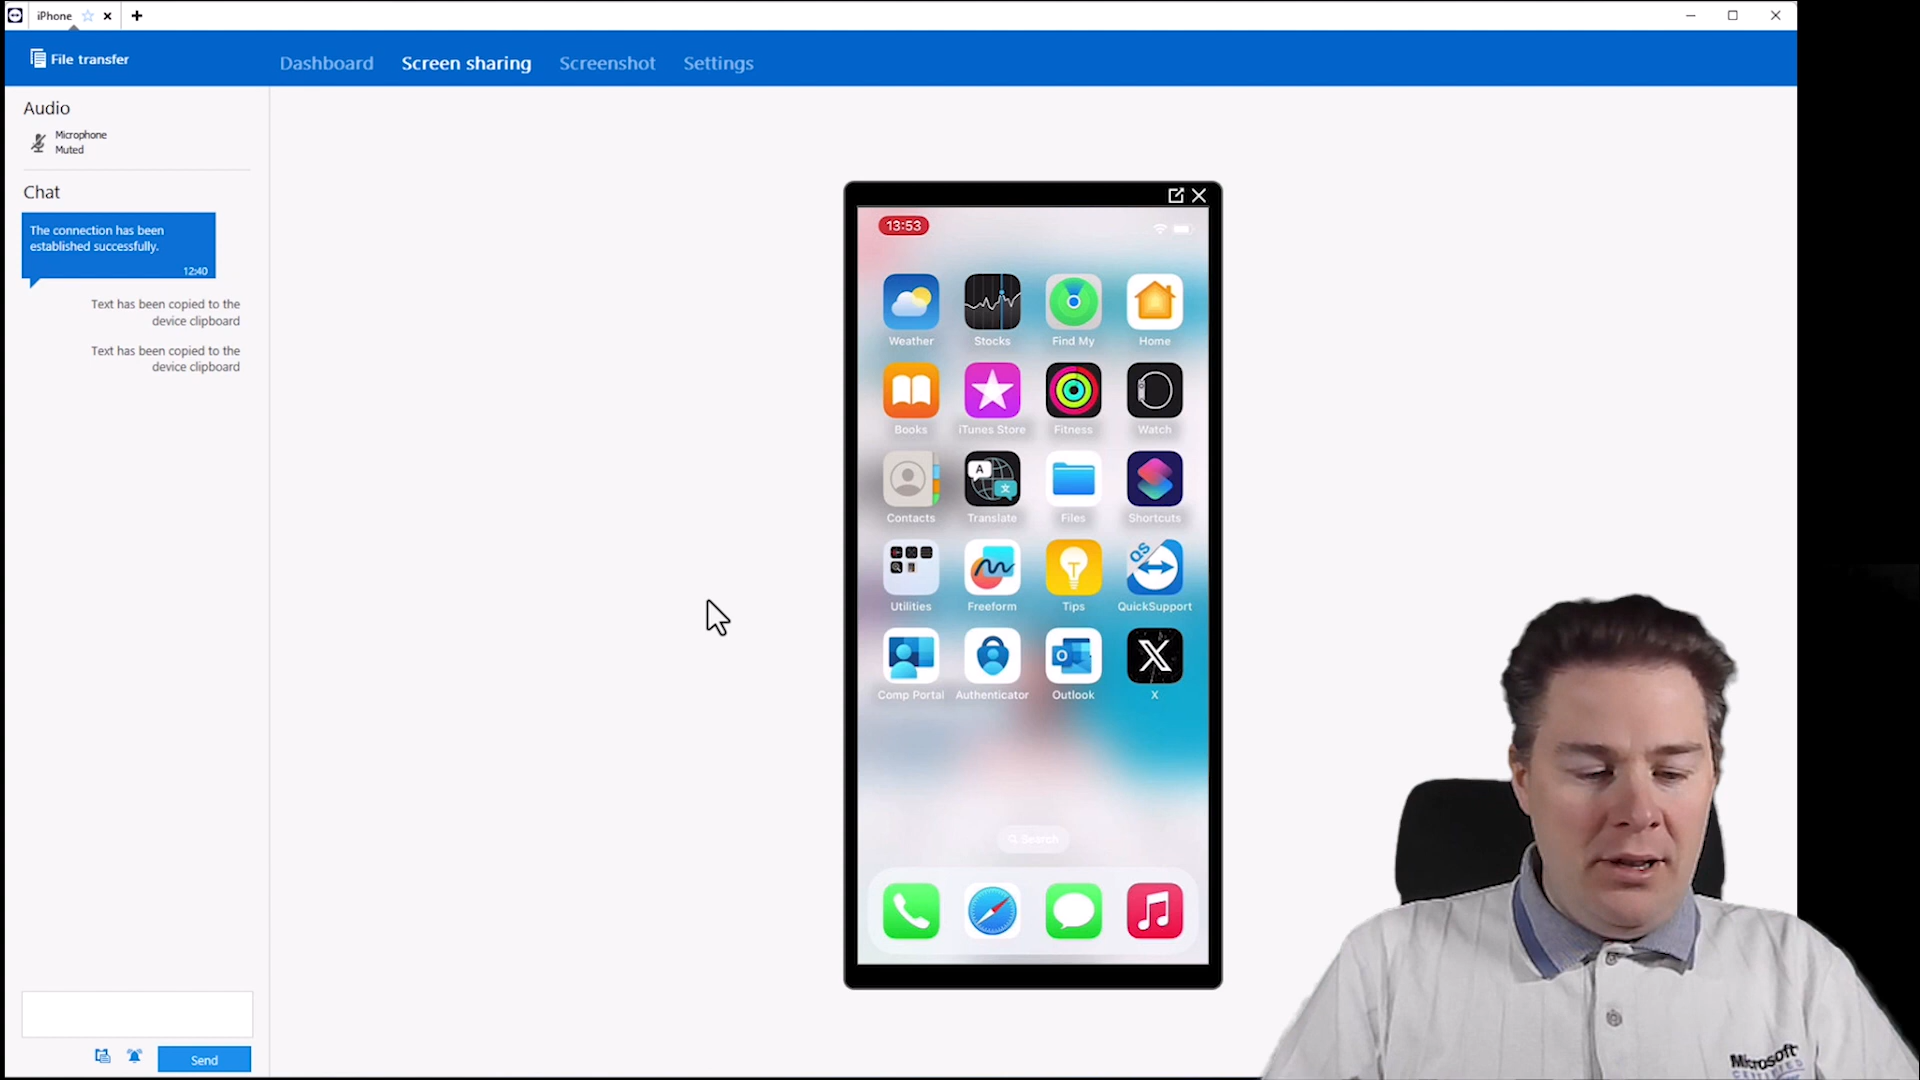 iPhone
File transfer
Dashboard
Screen sharing
Screenshot
Settings
Audio
Microphone
Muted
Chat
The connection has been
established successfully.
12:40
Text has been copied to the
device clipboard
Text has been copied to the
device clipboard
Send
13:53
Weather
Stocks
Find My
Home
Books
iTunes Store
Fitness
Watch
Contacts
A
Translate
Files
Shortcuts
Utilities
Freeform
T
Tips
QS
QuickSupport
Comp Portal
Authenticator
O
Outlook
X
X
Search
Microsoft
CERTIFIED